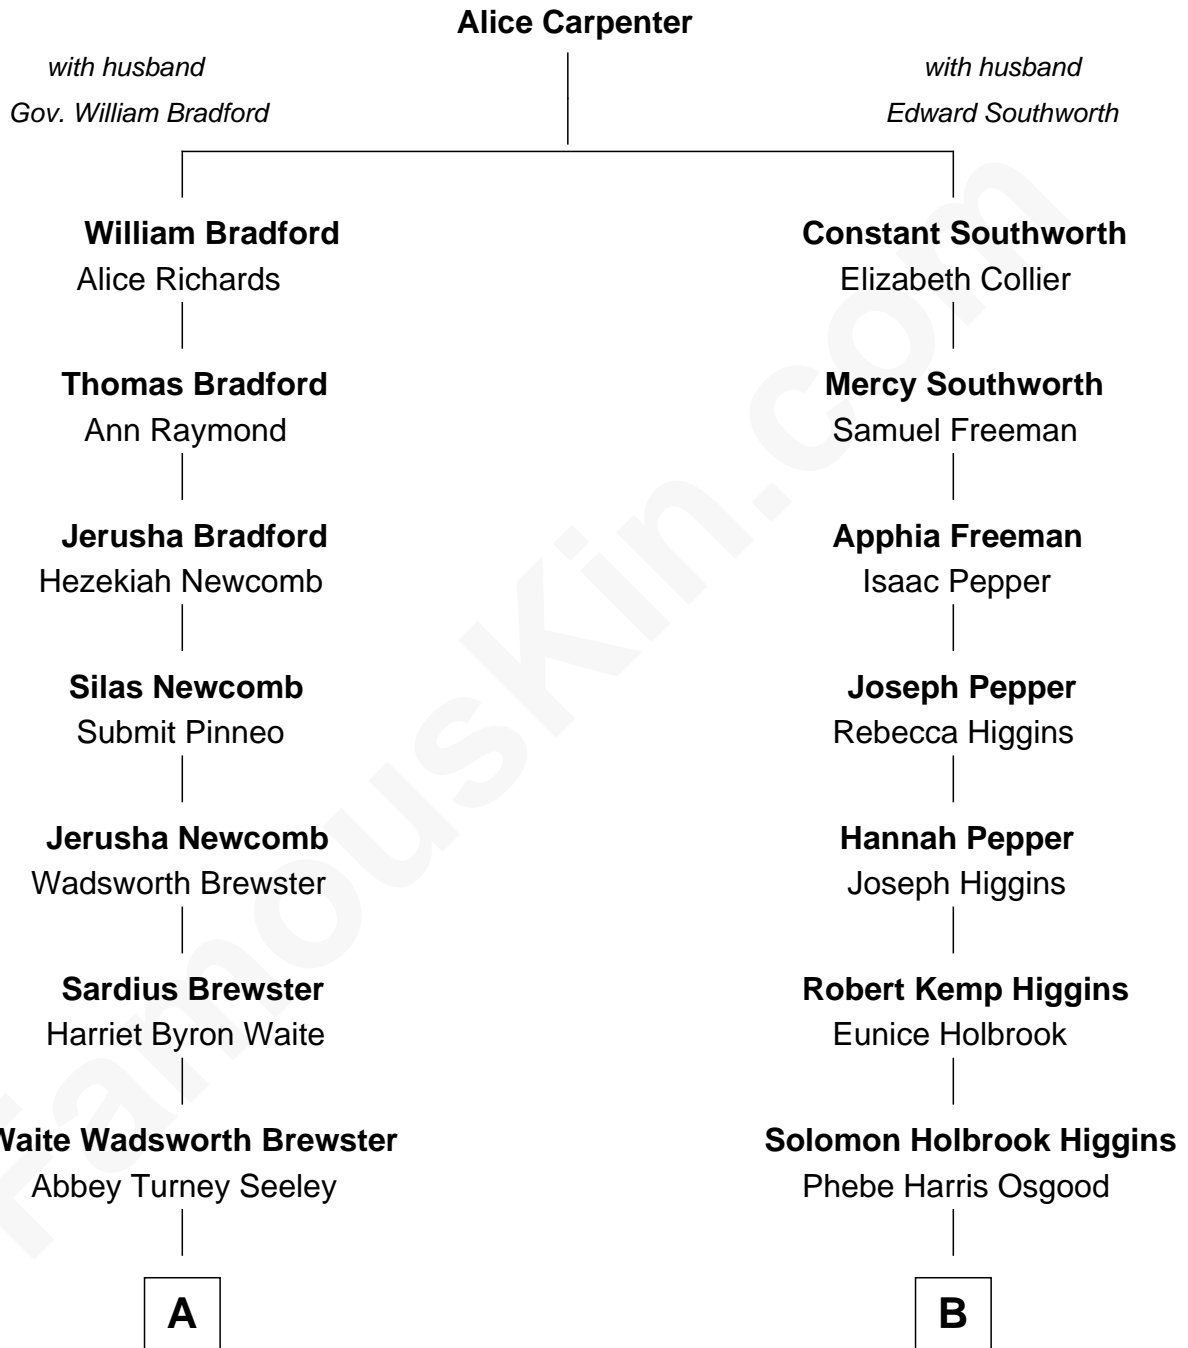 Alice Carpenter
with husband
Gov. William Bradford
with husband
Edward Southworth
William Bradford
Alice Richards
Constant Southworth
Elizabeth Collier
Thomas Bradford
Ann Raymond
Mercy Southworth
Samuel Freeman
Jerusha Bradford
Hezekiah Newcomb
Apphia Freeman
Isaac Pepper
Silas Newcomb
Submit Pinneo
Joseph Pepper
Rebecca Higgins
Jerusha Newcomb
Wadsworth Brewster
Hannah Pepper
Joseph Higgins
Sardius Brewster
Harriet Byron Waite
Robert Kemp Higgins
Eunice Holbrook
Waite Wadsworth Brewster
Abbey Turney Seeley
Solomon Holbrook Higgins
Phebe Harris Osgood
A
B
FamousKin.com